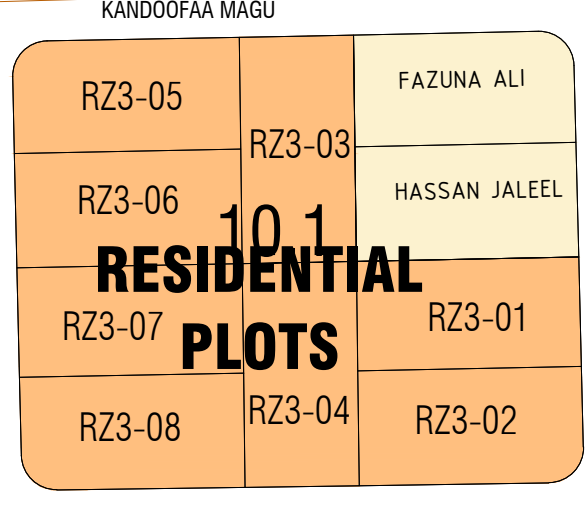 KANDOOFAA MAGU
RZ3-05
RZ3-03
FAZUNA ALI
RZ3-06
HASSAN JALEEL
10.1
RESIDENTIAL
PLOTS
RZ3-07
RZ3-01
RZ3-08
RZ3-04
RZ3-02